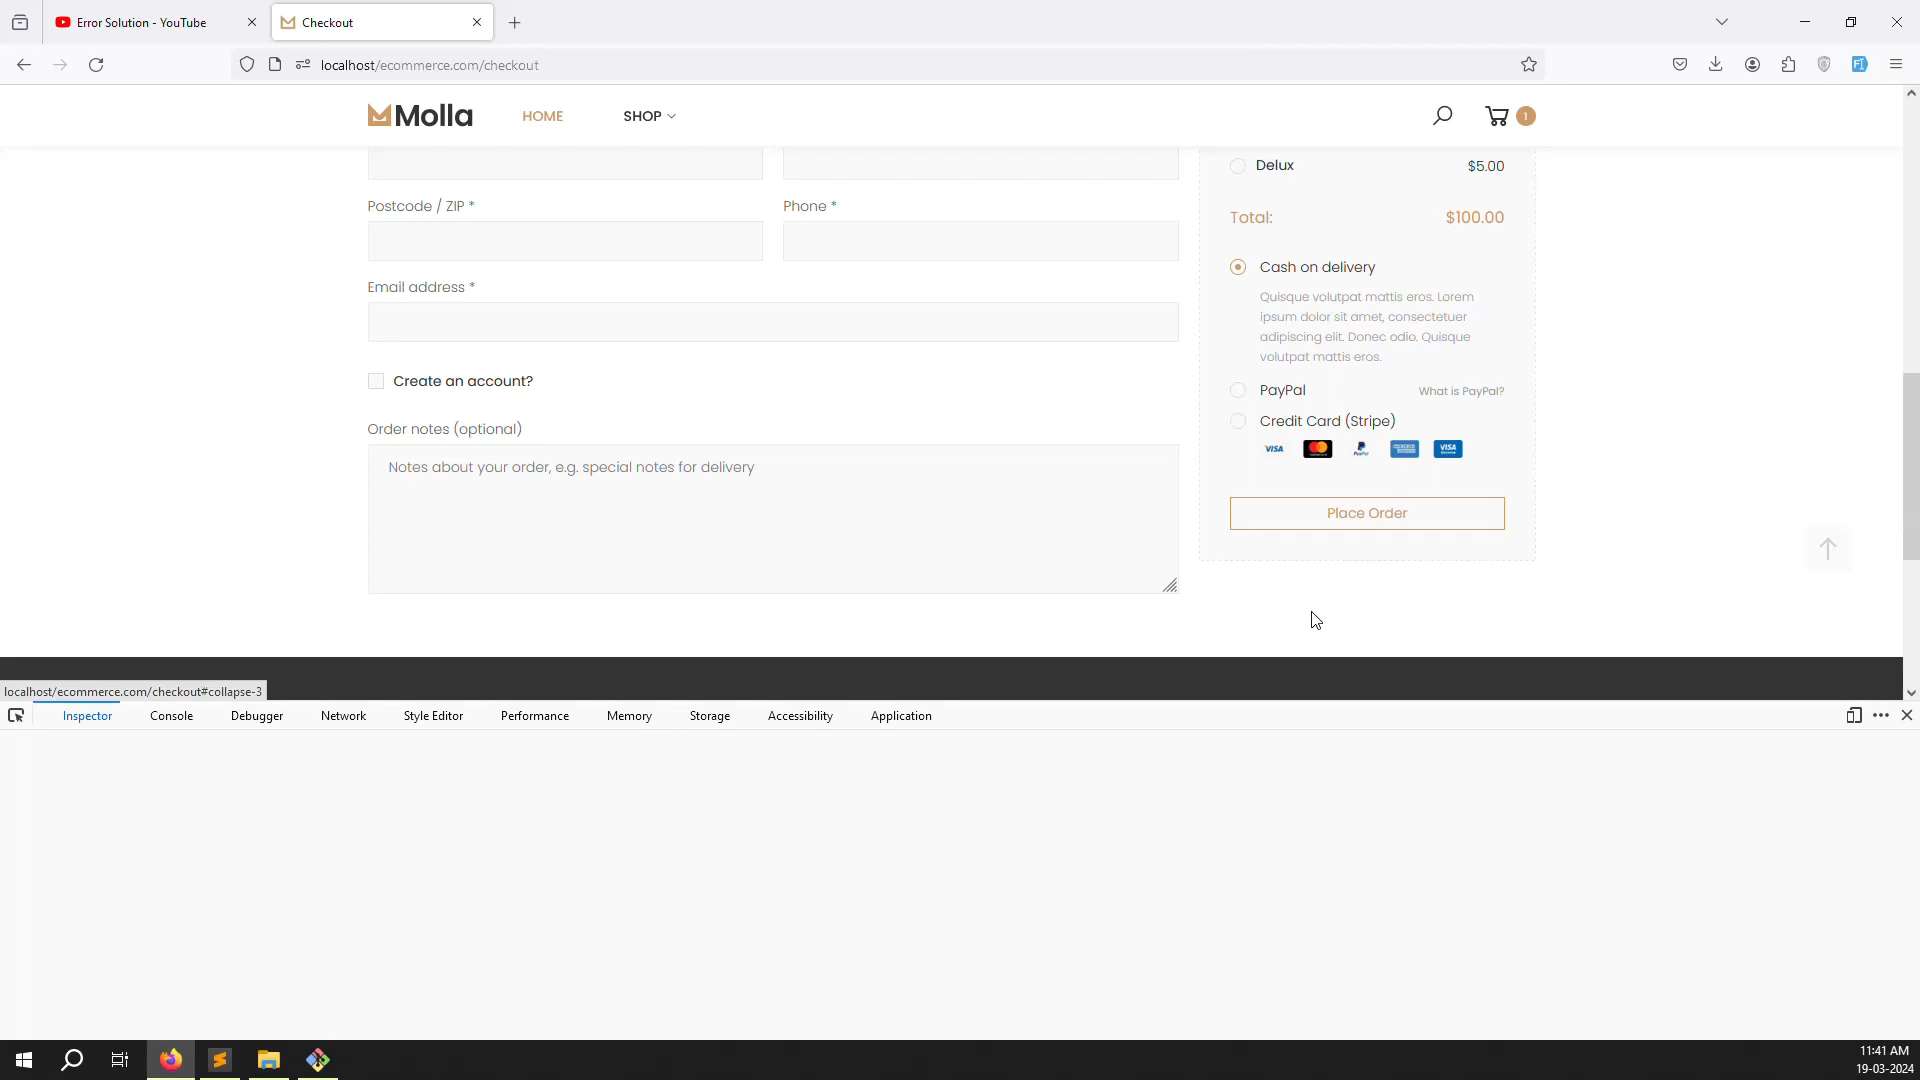 Error Solution - YouTube
Checkout
localhost/ecommerce.com/checkout
Molla
HOME
SHOP
1
Delux
$5.00
Postcode / ZIP *
Phone *
Total:
$100.00
Cash on delivery
Email address *
Quisque volutpat mattis eros. Lorem
ipsum dolor sit amet, consectetuer
adipiscing elit. Donec odio. Quisque
volutpat mattis eros.
Create an account?
PayPal
What is PayPal?
Credit Card (Stripe)
Order notes (optional)
VISA
PayPal
VISA
Notes about your order, e.g. special notes for delivery
Place Order
localhost/ecommerce.com/checkout#collapse-3
Inspector
Console
Debugger
Network
Style Editor
Performance
Memory
Storage
Accessibility
Application
11:41 AM
19-03-2024